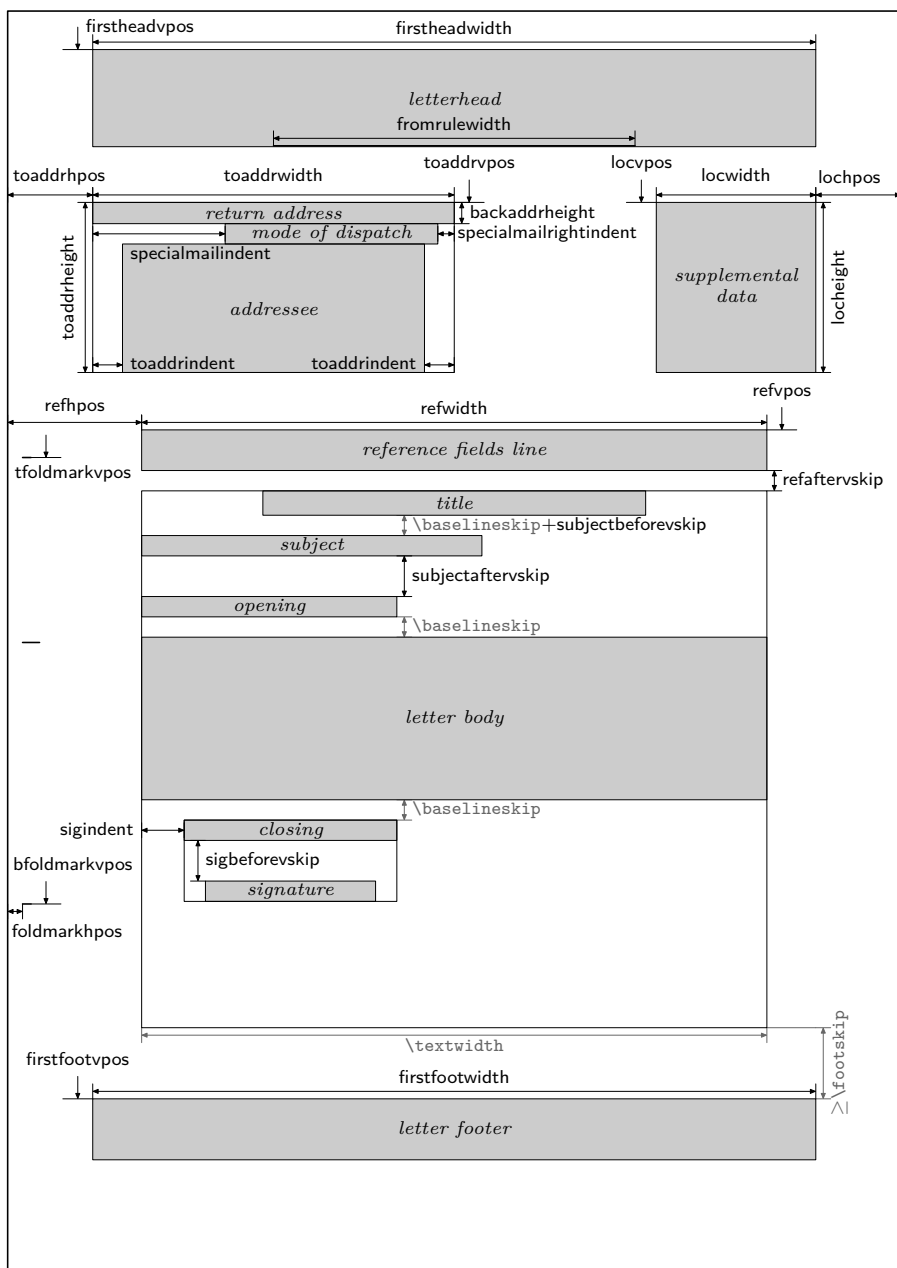 firstheadvpos
firstheadwidth
letterhead
fromrulewidth
toaddrhpos
toaddrwidth
toaddrvpos
locvpos
locwidth
lochpos
return address
backaddrheight
mode of dispatch
specialmailrightindent
specialmailindent
toaddrheight
addressee
supplemental
data
locheight
toaddrindent
toaddrindent
refhpos
refwidth
refvpos
reference fields line
tfoldmarkvpos
refaftervskip
title
\baselineskip+subjectbeforevskip
subject
subjectaftervskip
opening
\baselineskip
letter body
\baselineskip
sigindent
closing
sigbeforevskip
bfoldmarkvpos
signature
foldmarkhpos
\textwidth
≥\footskip
firstfootvpos
firstfootwidth
letter footer